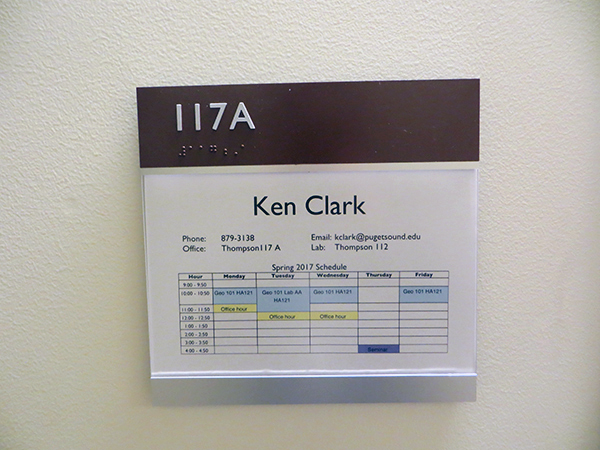 117A
Ken Clark
Phone: 879-3138 Email: kclark@pugetsound.edu
Office: Thompson117 A Lab: Thompson 112
Spring 2017 Schedule
Hour Monday Tuesday Wednesday Thursday Friday
9:00 - 9:50
10:00 - 10:50 Geo 101 HA121 Geo 101 Lab AA HA121 Geo 101 HA121 Geo 101 HA121
11:00 - 11:50 Office hour
12:00 - 12:50 Office hour Office hour
1:00 - 1:50
2:00 - 2:50
3:00 - 3:50
4:00 - 4:50 Seminar